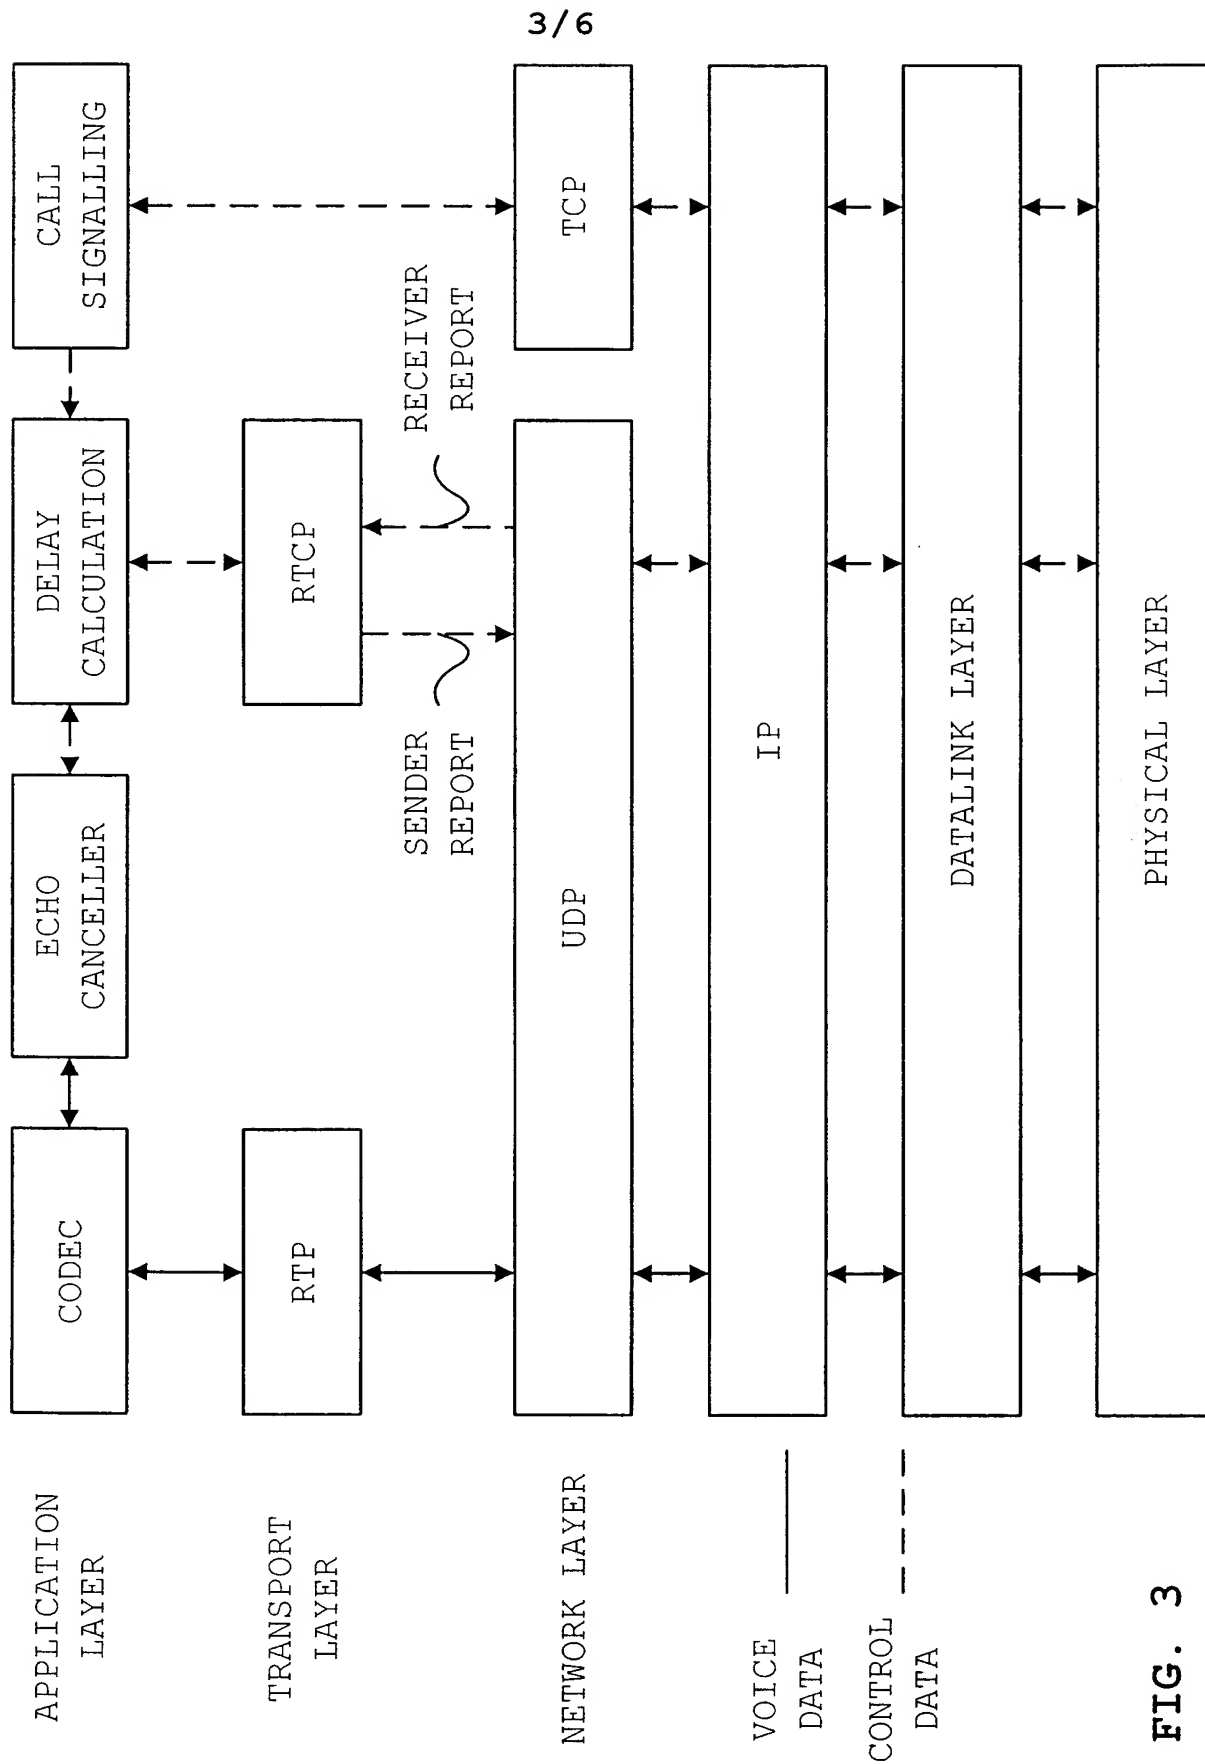 3/6
APPLICATION
LAYER
CODEC
ECHO
CANCELLER
DELAY
CALCULATION
CALL
SIGNALLING
TRANSPORT
LAYER
RTP
RTCP
SENDER
REPORT
RECEIVER
REPORT
NETWORK LAYER
UDP
TCP
VOICE
DATA
IP
CONTROL
DATA
DATALINK LAYER
PHYSICAL LAYER
FIG. 3